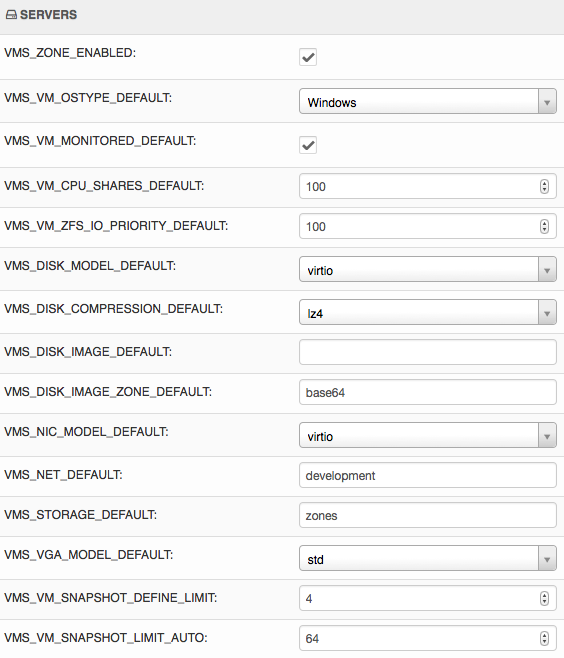 SERVERS
VMS_ZONE_ENABLED:
VMS_VM_OSTYPE_DEFAULT: Windows
VMS_VM_MONITORED_DEFAULT:
VMS_VM_CPU_SHARES_DEFAULT: 100
VMS_VM_ZFS_IO_PRIORITY_DEFAULT: 100
VMS_DISK_MODEL_DEFAULT: virtio
VMS_DISK_COMPRESSION_DEFAULT: lz4
VMS_DISK_IMAGE_DEFAULT:
VMS_DISK_IMAGE_ZONE_DEFAULT: base64
VMS_NIC_MODEL_DEFAULT: virtio
VMS_NET_DEFAULT: development
VMS_STORAGE_DEFAULT: zones
VMS_VGA_MODEL_DEFAULT: std
VMS_VM_SNAPSHOT_DEFINE_LIMIT: 4
VMS_VM_SNAPSHOT_LIMIT_AUTO: 64